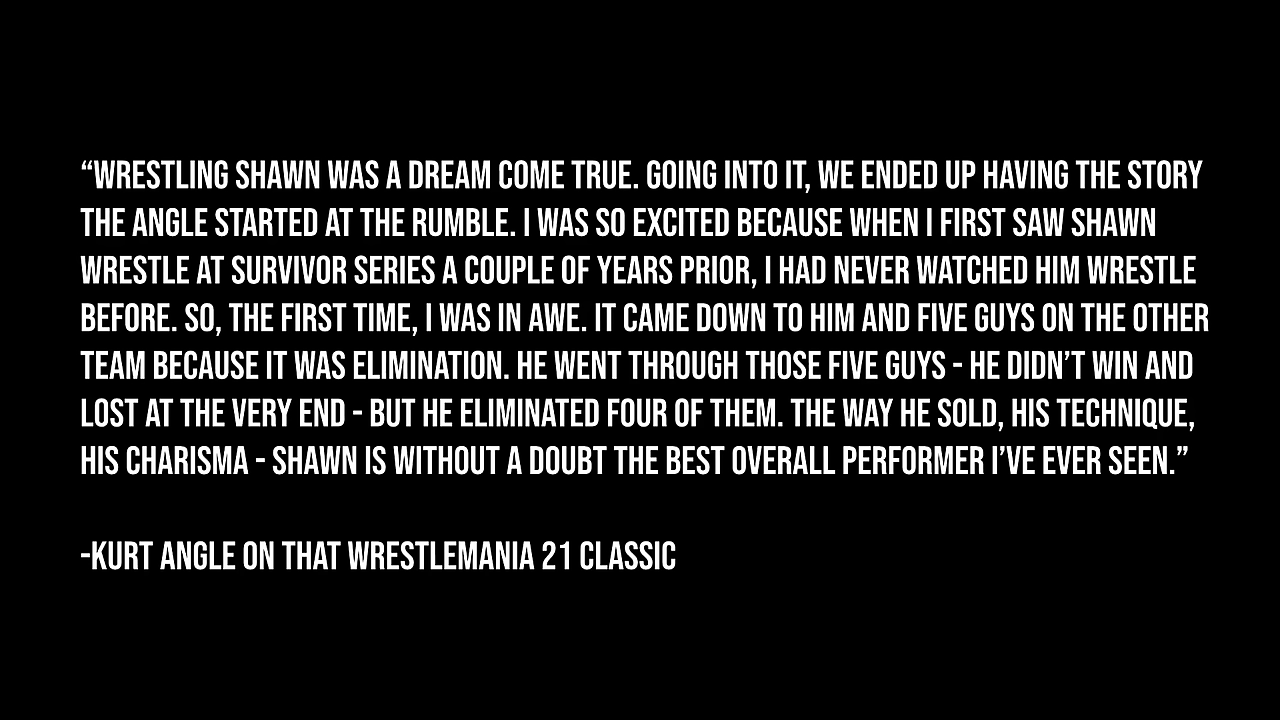 “WRESTLING SHAWN WAS A DREAM COME TRUE. GOING INTO IT, WE ENDED UP HAVING THE STORY
THE ANGLE STARTED AT THE RUMBLE. I WAS SO EXCITED BECAUSE WHEN I FIRST SAW SHAWN
WRESTLE AT SURVIVOR SERIES A COUPLE OF YEARS PRIOR, I HAD NEVER WATCHED HIM WRESTLE
BEFORE. SO, THE FIRST TIME, I WAS IN AWE. IT CAME DOWN TO HIM AND FIVE GUYS ON THE OTHER
TEAM BECAUSE IT WAS ELIMINATION. HE WENT THROUGH THOSE FIVE GUYS - HE DIDN’T WIN AND
LOST AT THE VERY END - BUT HE ELIMINATED FOUR OF THEM. THE WAY HE SOLD, HIS TECHNIQUE,
HIS CHARISMA - SHAWN IS WITHOUT A DOUBT THE BEST OVERALL PERFORMER I’VE EVER SEEN.”
-KURT ANGLE ON THAT WRESTLEMANIA 21 CLASSIC